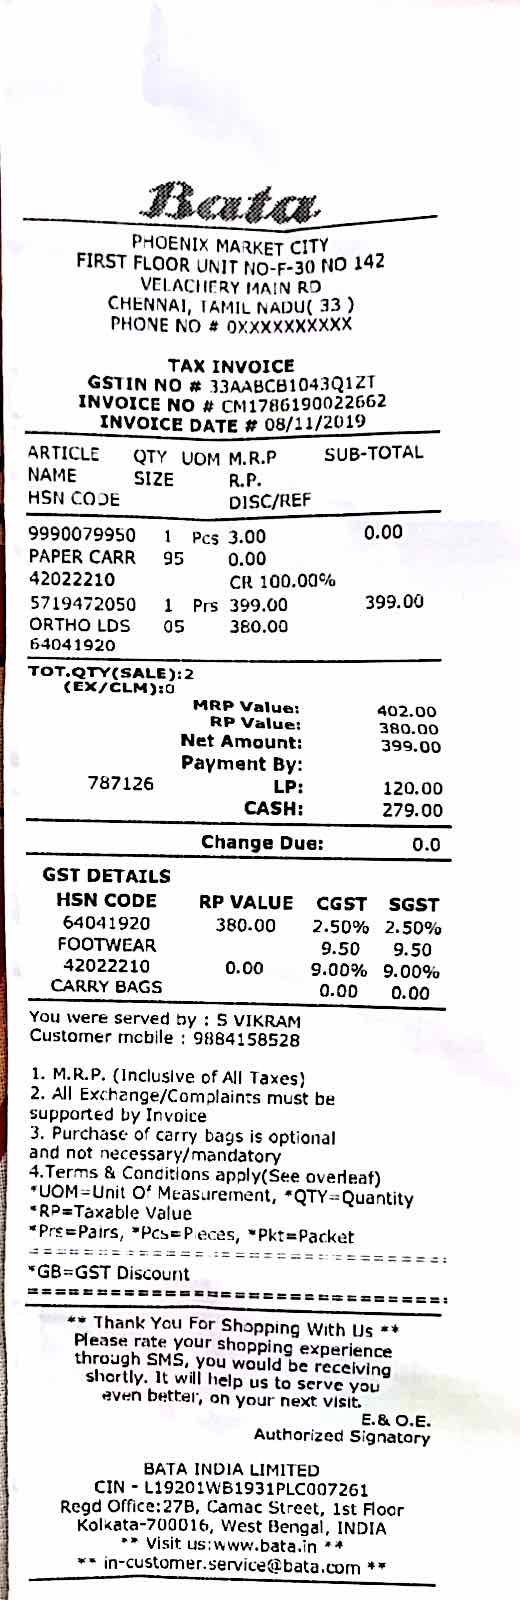 Bata
PHOENIX MARKET CITY
FIRST FLOOR UNIT NO-F-30 NO 142
VELACHERY MAIN RD
CHENNAI, TAMIL NADU( 33 )
PHONE NO # 0XXXXXXXXXX
TAX INVOICE
GSTIN NO # 33AABCB1043Q1ZT
INVOICE NO # CM1786190022662
INVOICE DATE # 08/11/2019
ARTICLE QTY UOM M.R.P SUB-TOTAL
NAME SIZE R.P.
HSN CODE DISC/REF
9990079950 1 Pcs 3.00 0.00
PAPER CARR 95 0.00
42022210 CR 100.00%
5719472050 1 Prs 399.00 399.00
ORTHO LDS 05 380.00
64041920
TOT.QTY(SALE):2
(EX/CLM):0
MRP Value: 402.00
RP Value: 380.00
Net Amount: 399.00
Payment By:
787126 LP: 120.00
CASH: 279.00
Change Due: 0.0
GST DETAILS
HSN CODE RP VALUE CGST SGST
64041920 380.00 2.50% 2.50%
FOOTWEAR 9.50 9.50
42022210 0.00 9.00% 9.00%
CARRY BAGS 0.00 0.00
You were served by : S VIKRAM
Customer mobile : 9884158528
1. M.R.P. (Inclusive of All Taxes)
2. All Exchange/Complaints must be
supported by Invoice
3. Purchase of carry bags is optional
and not necessary/mandatory
4.Terms & Conditions apply(See overleaf)
*UOM=Unit Of Measurement, *QTY=Quantity
*RP=Taxable Value
*Prs=Pairs, *Pcs=Pieces, *Pkt=Packet
*GB=GST Discount
** Thank You For Shopping With Us **
Please rate your shopping experience
through SMS, you would be receiving
shortly. It will help us to serve you
even better, on your next visit.
E.& O.E.
Authorized Signatory
BATA INDIA LIMITED
CIN - L19201WB1931PLC007261
Regd Office:27B, Camac Street, 1st Floor
Kolkata-700016, West Bengal, INDIA
** Visit us:www.bata.in **
** in-customer.service@bata.com **